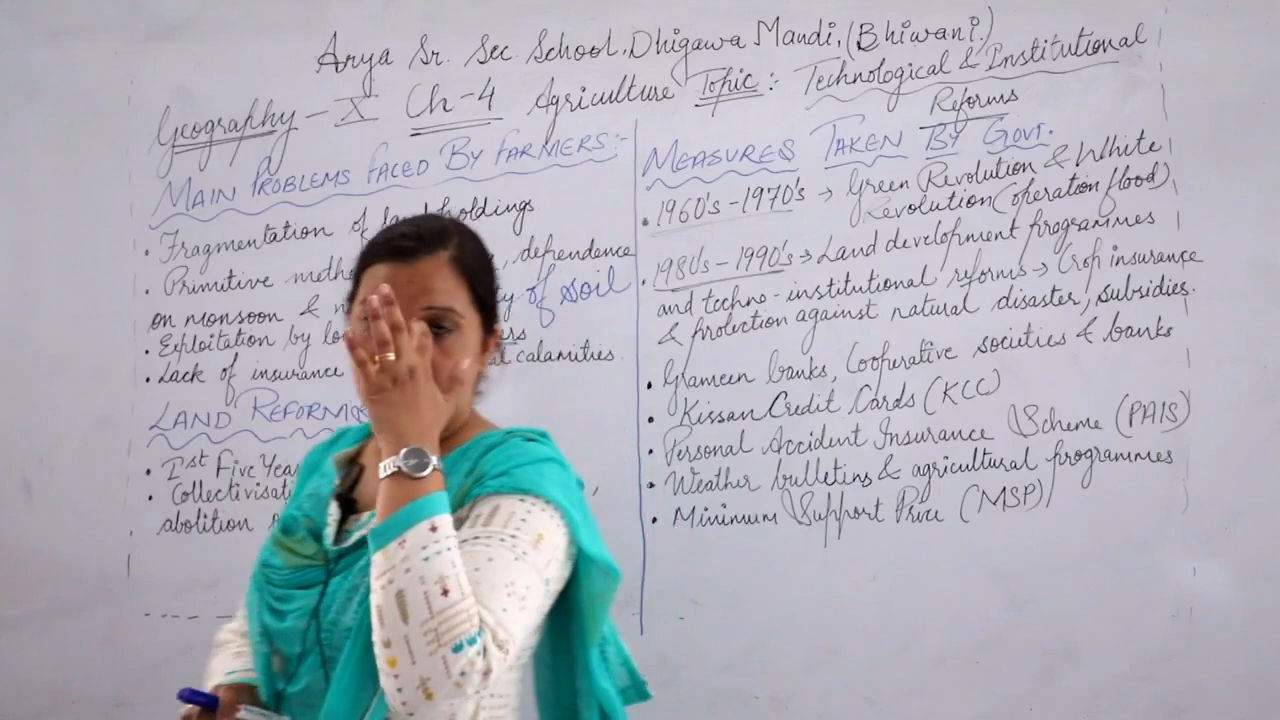 Arya Sr. Sec. School, Dhigawa Mandi, (Bhiwani.)
Geography - X Ch-4 Agriculture Topic :- Technological & Institutional
Reforms
MAIN PROBLEMS FACED BY FARMERS:-
• Fragmentation of land holdings
• Primitive , dependence
on monsoon & of soil
• Exploitation by
• Lack of insurance calamities.
LAND REFORMS
• Ist Five Year
•
abolition
MEASURES TAKEN BY GOVT.
• 1960's - 1970's → Green Revolution & White
Revolution (operation flood)
• 1980's - 1990's → Land development programmes
and techno-institutional reforms → Crop insurance
& protection against natural disaster, subsidies.
• Grameen banks, Cooperative societies & banks
• Kissan Credit Cards (KCC)
• Personal Accident Insurance Scheme (PAIS)
• Weather bulletins & agricultural programmes
• Minimum Support Price (MSP)